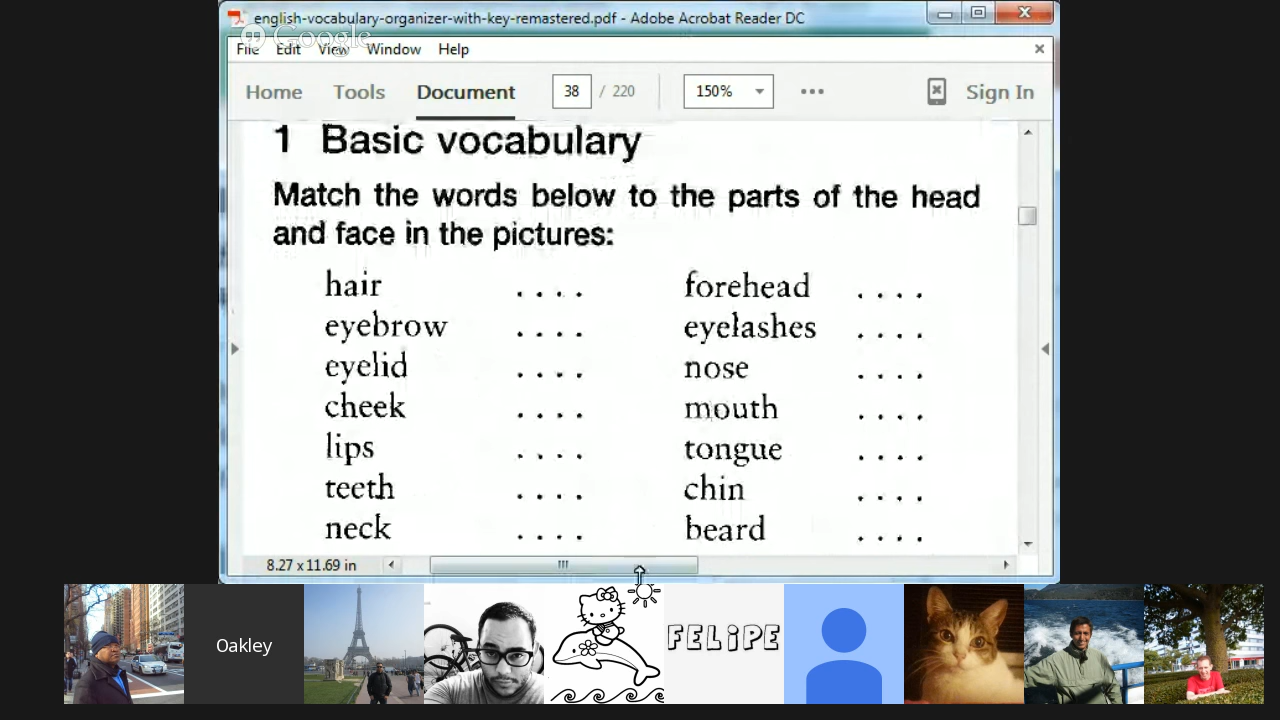 english-vocabulary-organizer-with-key-remastered.pdf - Adobe Acrobat Reader DC
Google
File Edit View Window Help
Home Tools Document 38 / 220 150% Sign In
1 Basic vocabulary
Match the words below to the parts of the head
and face in the pictures:
hair .... forehead ....
eyebrow .... eyelashes ....
eyelid .... nose ....
cheek .... mouth ....
lips .... tongue ....
teeth .... chin ....
neck .... beard ....
8.27 x 11.69 in
Oakley
FELIPE